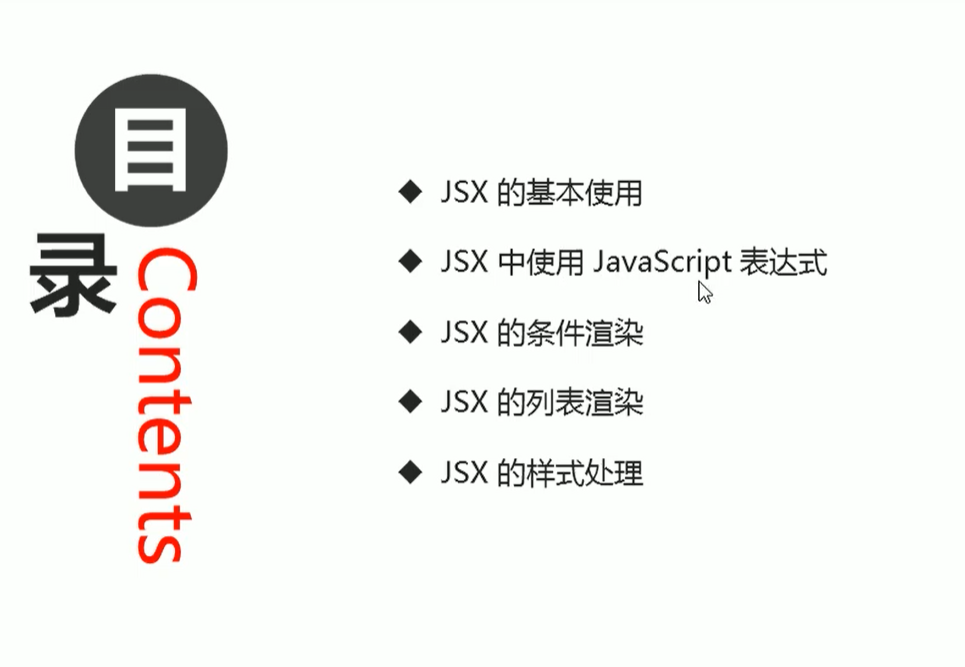 目
录
Contents
JSX 的基本使用
JSX 中使用 JavaScript 表达式
JSX 的条件渲染
JSX 的列表渲染
JSX 的样式处理